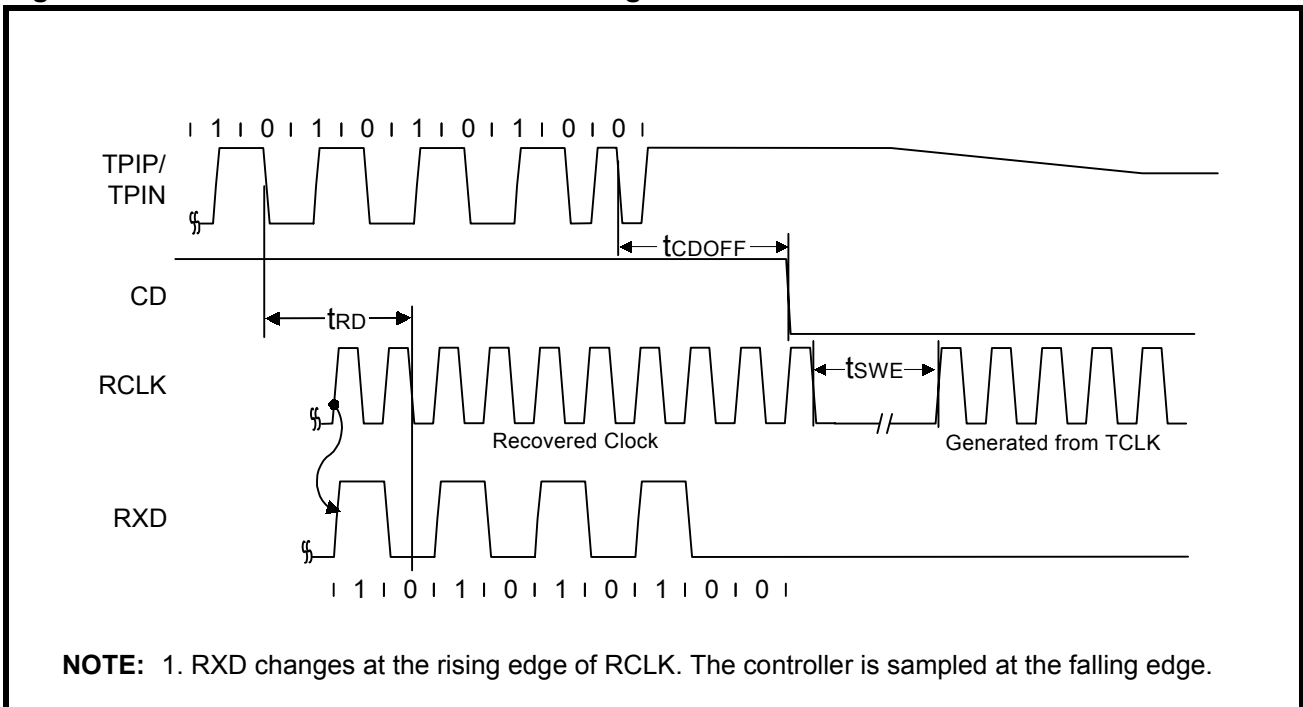 1 0 1 0 1 0 1 0 0
TPIP/
TPIN
tCDOFF
CD
tRD
RCLK
tSWE
Recovered Clock
Generated from TCLK
RXD
1 0 1 0 1 0 1 0 0
NOTE: 1. RXD changes at the rising edge of RCLK. The controller is sampled at the falling edge.